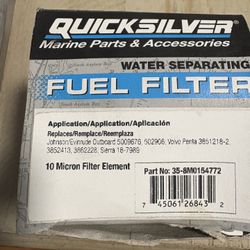 QUICKSILVER
Marine Parts & Accessories
WATER SEPARATING
FUEL FILTER
Application/Application/Aplicación
Replaces/Remplace/Reemplaza
Johnson/Evinrude Outboard 5009676, 502906; Volvo Penta 3851218-2
3852413, 3862228; Sierra 18-7989
10 Micron Filter Element
Part No: 35-8M0154772
7 45061 26843 2